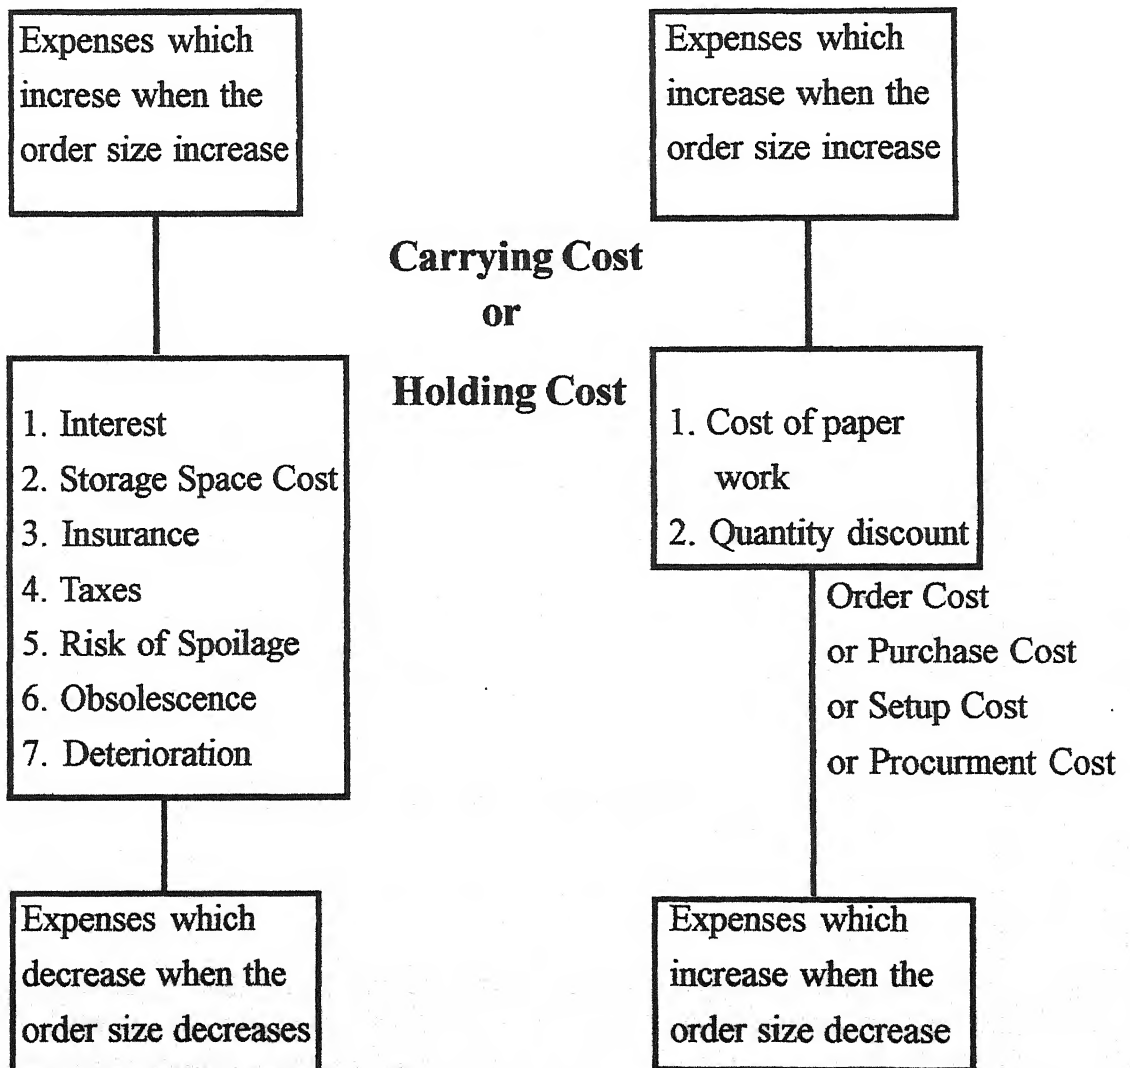 Expenses which
increse when the
order size increase
Expenses which
increase when the
order size increase
Carrying Cost
or
Holding Cost
1. Interest
2. Storage Space Cost
3. Insurance
4. Taxes
5. Risk of Spoilage
6. Obsolescence
7. Deterioration
1. Cost of paper
work
2. Quantity discount
Order Cost
or Purchase Cost
or Setup Cost
or Procurment Cost
Expenses which
decrease when the
order size decreases
Expenses which
increase when the
order size decrease